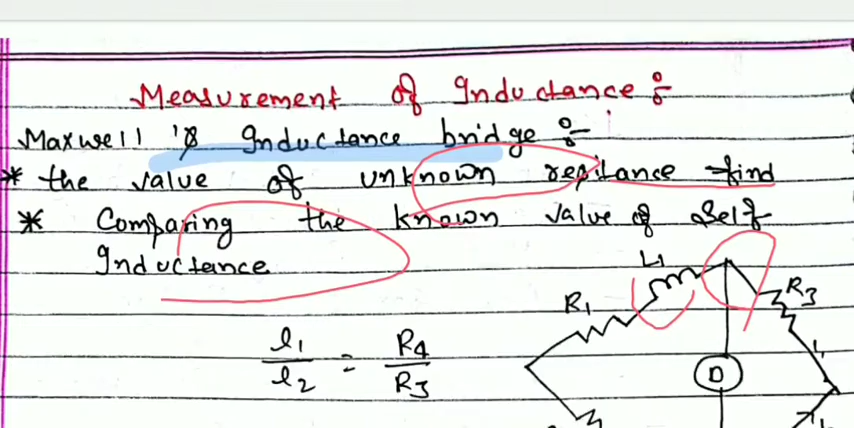 Measurement of Inductance :-
Maxwell's Inductance bridge :-
* the value of unknown resitance find
* Comparing the known value of Self
Inductance
L1
R1
R3
l1/l2 = R4/R3
D